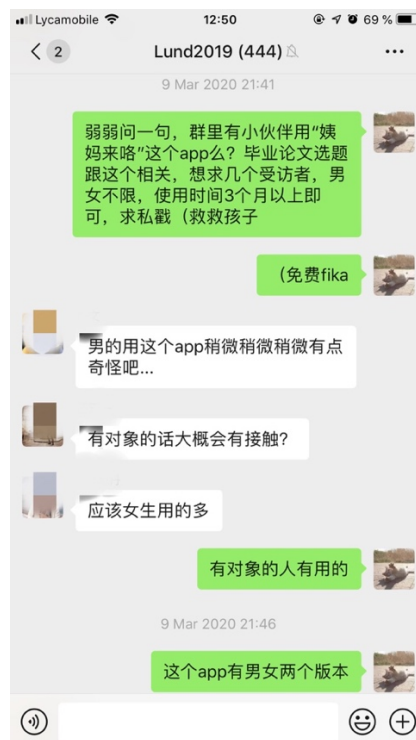 Lycamobile
12:50
69 %
2
Lund2019 (444)
9 Mar 2020 21:41
弱弱问一句，群里有小伙伴用“姨
妈来咯”这个app么？毕业论文选题
跟这个相关，想求几个受访者，男
女不限，使用时间3个月以上即
可，求私戳（救救孩子
（免费fika
男的用这个app稍微稍微稍微有点
奇怪吧...
有对象的话大概会有接触？
应该女生用的多
有对象的人有用的
9 Mar 2020 21:46
这个app有男女两个版本